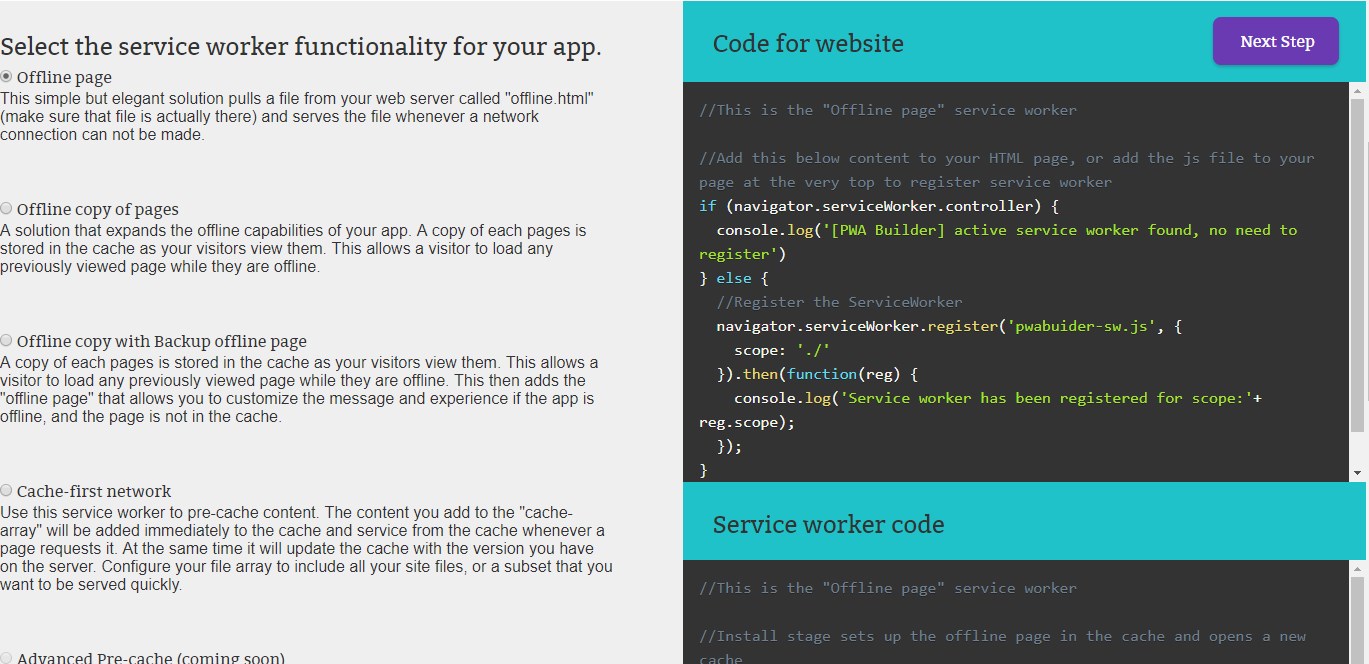 Select the service worker functionality for your app.
Offline page
This simple but elegant solution pulls a file from your web server called "offline.html"
(make sure that file is actually there) and serves the file whenever a network
connection can not be made.
Offline copy of pages
A solution that expands the offline capabilities of your app. A copy of each pages is
stored in the cache as your visitors view them. This allows a visitor to load any
previously viewed page while they are offline.
Offline copy with Backup offline page
A copy of each pages is stored in the cache as your visitors view them. This allows a
visitor to load any previously viewed page while they are offline. This then adds the
"offline page" that allows you to customize the message and experience if the app is
offline, and the page is not in the cache.
Cache-first network
Use this service worker to pre-cache content. The content you add to the "cache-
array" will be added immediately to the cache and service from the cache whenever a
page requests it. At the same time it will update the cache with the version you have
on the server. Configure your file array to include all your site files, or a subset that you
want to be served quickly.
Advanced Pre-cache (coming soon)
Code for website
Next Step
//This is the "Offline page" service worker
//Add this below content to your HTML page, or add the js file to your
page at the very top to register service worker
if (navigator.serviceWorker.controller) {
console.log('[PWA Builder] active service worker found, no need to
register')
} else {
//Register the ServiceWorker
navigator.serviceWorker.register('pwabuider-sw.js', {
scope: './'
}).then(function(reg) {
console.log('Service worker has been registered for scope:'+
reg.scope);
});
}
Service worker code
//This is the "Offline page" service worker
//Install stage sets up the offline page in the cache and opens a new
cache